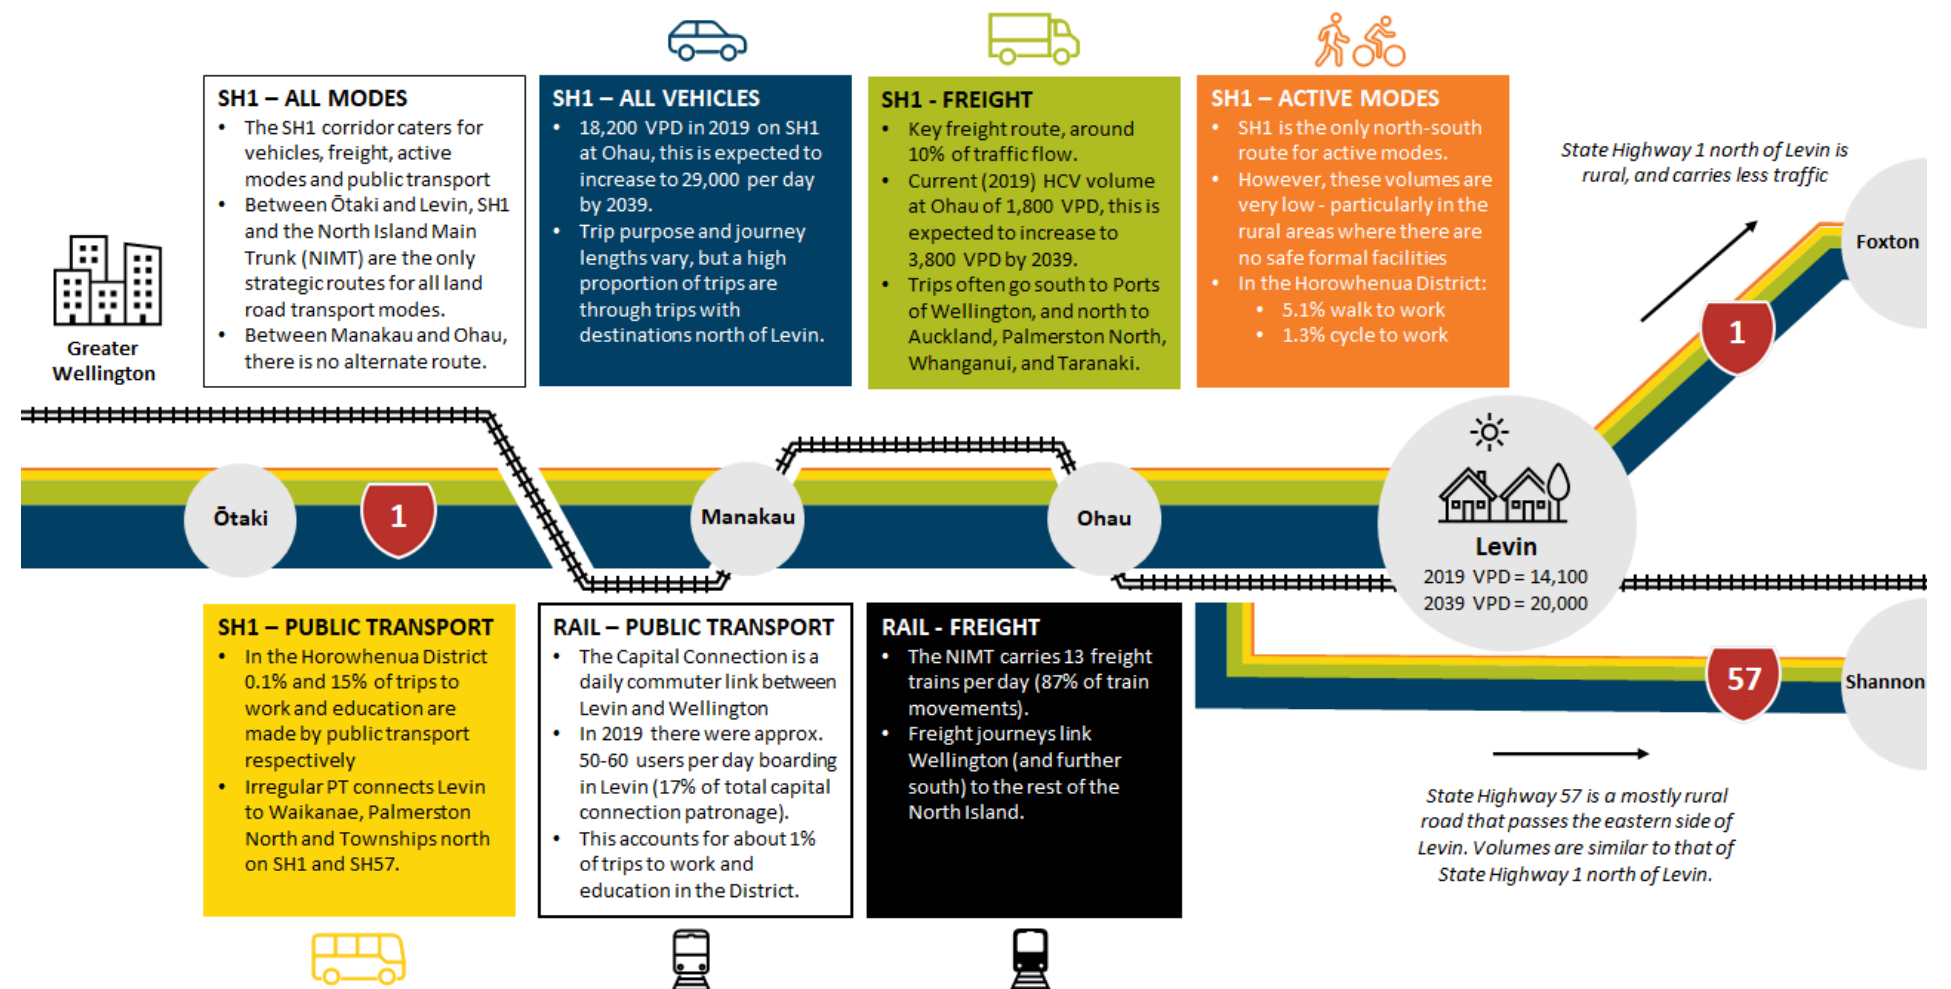 SH1 – ALL MODES
• The SH1 corridor caters for
vehicles, freight, active
modes and public transport
• Between Ōtaki and Levin, SH1
and the North Island Main
Trunk (NIMT) are the only
strategic routes for all land
road transport modes.
• Between Manakau and Ohau,
there is no alternate route.
SH1 – ALL VEHICLES
• 18,200 VPD in 2019 on SH1
at Ohau, this is expected to
increase to 29,000 per day
by 2039.
• Trip purpose and journey
lengths vary, but a high
proportion of trips are
through trips with
destinations north of Levin.
SH1 - FREIGHT
• Key freight route, around
10% of traffic flow.
• Current (2019) HCV volume
at Ohau of 1,800 VPD, this is
expected to increase to
3,800 VPD by 2039.
• Trips often go south to Ports
of Wellington, and north to
Auckland, Palmerston North,
Whanganui, and Taranaki.
SH1 – ACTIVE MODES
• SH1 is the only north-south
route for active modes.
• However, these volumes are
very low - particularly in the
rural areas where there are
no safe formal facilities
• In the Horowhenua District:
• 5.1% walk to work
• 1.3% cycle to work
State Highway 1 north of Levin is
rural, and carries less traffic
Greater
Wellington
Foxton
1
Ōtaki
1
Manakau
Ohau
Levin
2019 VPD = 14,100
2039 VPD = 20,000
57
Shannon
SH1 – PUBLIC TRANSPORT
• In the Horowhenua District
0.1% and 15% of trips to
work and education are
made by public transport
respectively
• Irregular PT connects Levin
to Waikanae, Palmerston
North and Townships north
on SH1 and SH57.
RAIL – PUBLIC TRANSPORT
• The Capital Connection is a
daily commuter link between
Levin and Wellington
• In 2019 there were approx.
50-60 users per day boarding
in Levin (17% of total capital
connection patronage).
• This accounts for about 1%
of trips to work and
education in the District.
RAIL - FREIGHT
• The NIMT carries 13 freight
trains per day (87% of train
movements).
• Freight journeys link
Wellington (and further
south) to the rest of the
North Island.
State Highway 57 is a mostly rural
road that passes the eastern side of
Levin. Volumes are similar to that of
State Highway 1 north of Levin.